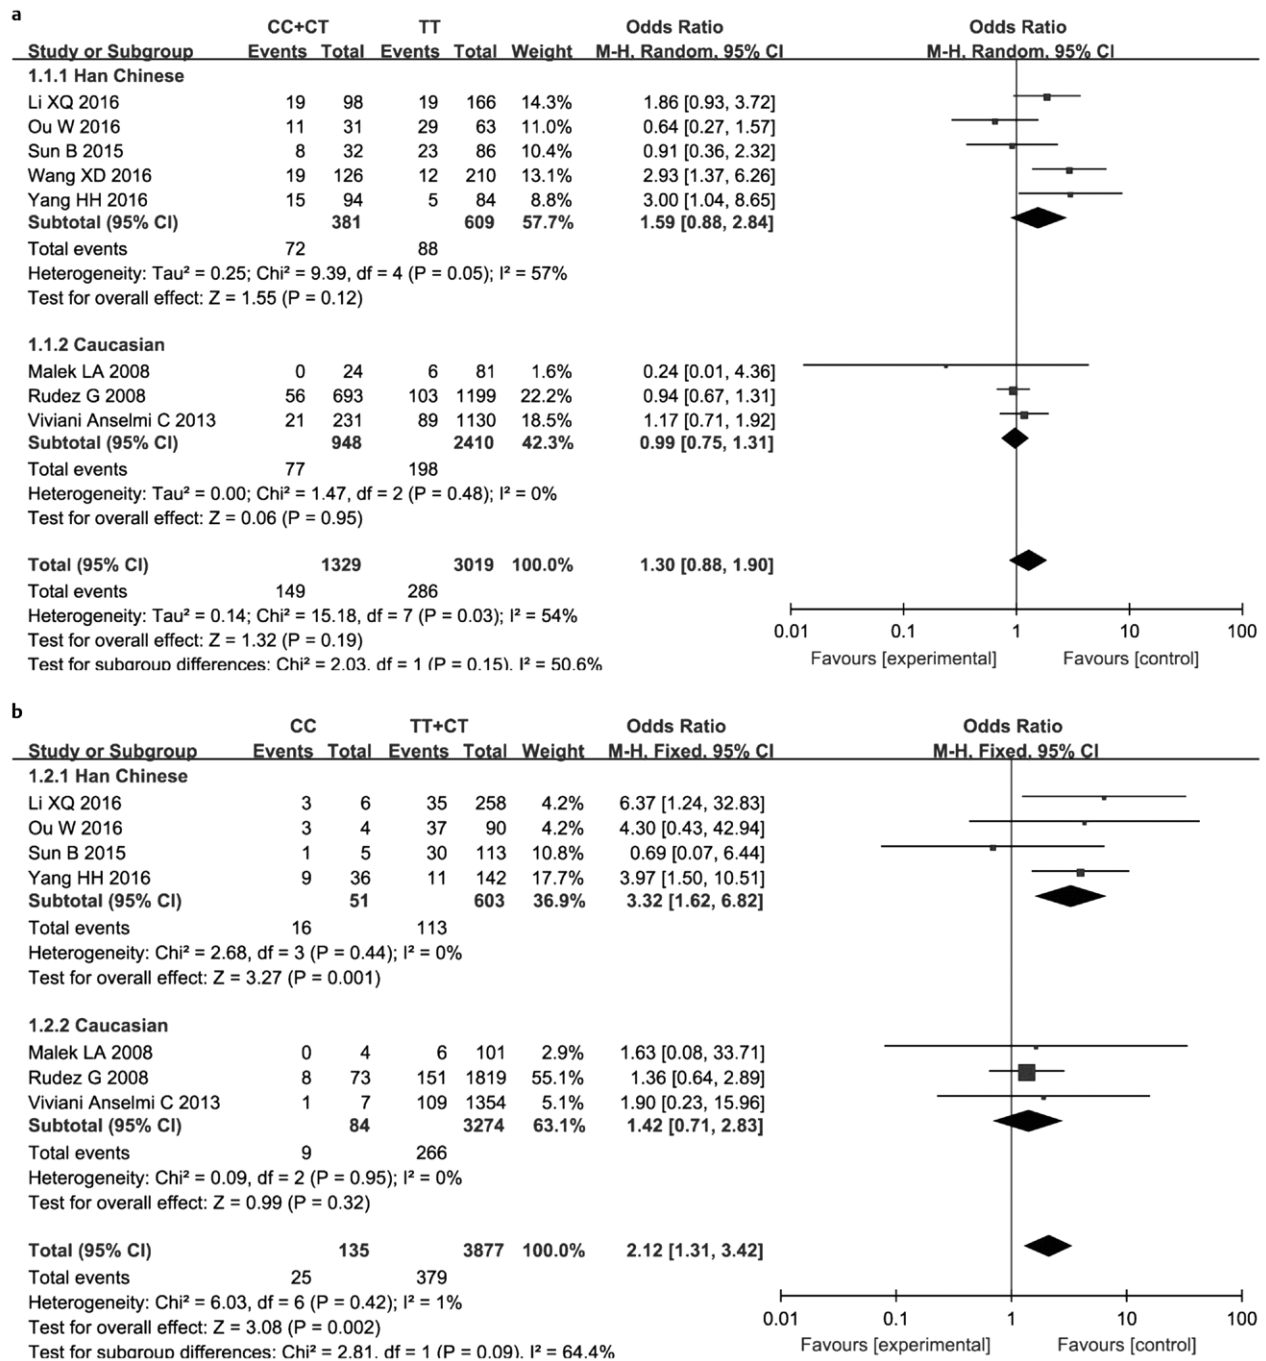 a
CC+CT TT Odds Ratio Odds Ratio
Study or Subgroup Events Total Events Total Weight M-H, Random, 95% CI M-H, Random, 95% CI
1.1.1 Han Chinese
Li XQ 2016 19 98 19 166 14.3% 1.86 [0.93, 3.72]
Ou W 2016 11 31 29 63 11.0% 0.64 [0.27, 1.57]
Sun B 2015 8 32 23 86 10.4% 0.91 [0.36, 2.32]
Wang XD 2016 19 126 12 210 13.1% 2.93 [1.37, 6.26]
Yang HH 2016 15 94 5 84 8.8% 3.00 [1.04, 8.65]
Subtotal (95% CI) 381 609 57.7% 1.59 [0.88, 2.84]
Total events 72 88
Heterogeneity: Tau² = 0.25; Chi² = 9.39, df = 4 (P = 0.05); I² = 57%
Test for overall effect: Z = 1.55 (P = 0.12)
1.1.2 Caucasian
Malek LA 2008 0 24 6 81 1.6% 0.24 [0.01, 4.36]
Rudez G 2008 56 693 103 1199 22.2% 0.94 [0.67, 1.31]
Viviani Anselmi C 2013 21 231 89 1130 18.5% 1.17 [0.71, 1.92]
Subtotal (95% CI) 948 2410 42.3% 0.99 [0.75, 1.31]
Total events 77 198
Heterogeneity: Tau² = 0.00; Chi² = 1.47, df = 2 (P = 0.48); I² = 0%
Test for overall effect: Z = 0.06 (P = 0.95)
Total (95% CI) 1329 3019 100.0% 1.30 [0.88, 1.90]
Total events 149 286
Heterogeneity: Tau² = 0.14; Chi² = 15.18, df = 7 (P = 0.03); I² = 54%
Test for overall effect: Z = 1.32 (P = 0.19)
Test for subgroup differences: Chi² = 2.03, df = 1 (P = 0.15), I² = 50.6%
0.01 0.1 1 10 100
Favours [experimental] Favours [control]
b
CC TT+CT Odds Ratio Odds Ratio
Study or Subgroup Events Total Events Total Weight M-H, Fixed, 95% CI M-H, Fixed, 95% CI
1.2.1 Han Chinese
Li XQ 2016 3 6 35 258 4.2% 6.37 [1.24, 32.83]
Ou W 2016 3 4 37 90 4.2% 4.30 [0.43, 42.94]
Sun B 2015 1 5 30 113 10.8% 0.69 [0.07, 6.44]
Yang HH 2016 9 36 11 142 17.7% 3.97 [1.50, 10.51]
Subtotal (95% CI) 51 603 36.9% 3.32 [1.62, 6.82]
Total events 16 113
Heterogeneity: Chi² = 2.68, df = 3 (P = 0.44); I² = 0%
Test for overall effect: Z = 3.27 (P = 0.001)
1.2.2 Caucasian
Malek LA 2008 0 4 6 101 2.9% 1.63 [0.08, 33.71]
Rudez G 2008 8 73 151 1819 55.1% 1.36 [0.64, 2.89]
Viviani Anselmi C 2013 1 7 109 1354 5.1% 1.90 [0.23, 15.96]
Subtotal (95% CI) 84 3274 63.1% 1.42 [0.71, 2.83]
Total events 9 266
Heterogeneity: Chi² = 0.09, df = 2 (P = 0.95); I² = 0%
Test for overall effect: Z = 0.99 (P = 0.32)
Total (95% CI) 135 3877 100.0% 2.12 [1.31, 3.42]
Total events 25 379
Heterogeneity: Chi² = 6.03, df = 6 (P = 0.42); I² = 1%
Test for overall effect: Z = 3.08 (P = 0.002)
Test for subgroup differences: Chi² = 2.81, df = 1 (P = 0.09), I² = 64.4%
0.01 0.1 1 10 100
Favours [experimental] Favours [control]